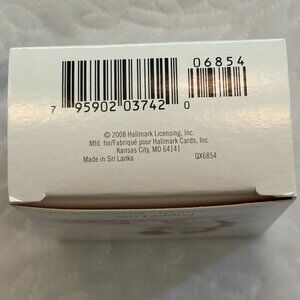 06854
7 95902 03742 0
© 2008 Hallmark Licensing, Inc.
Mfd. for/Fabriqué pour Hallmark Cards, Inc.
Kansas City, MO 64141
Made in Sri Lanka QX6854